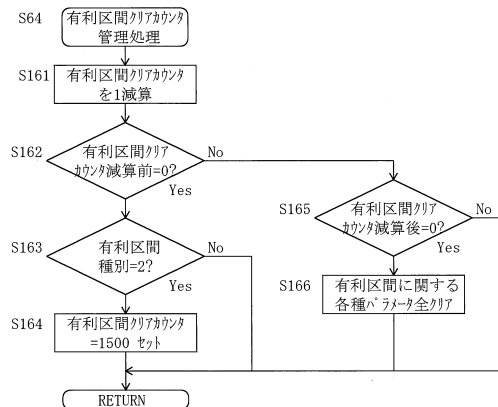 S64
有利区間クリアカウンタ
管理処理
S161
有利区間クリアカウンタ
を1減算
S162
有利区間クリア
カウンタ減算前=0?
No
Yes
S163
有利区間
種別=2?
No
Yes
S164
有利区間クリアカウンタ
=1500 セット
S165
有利区間クリア
カウンタ減算後=0?
No
Yes
S166
有利区間に関する
各種パラメータ全クリア
RETURN